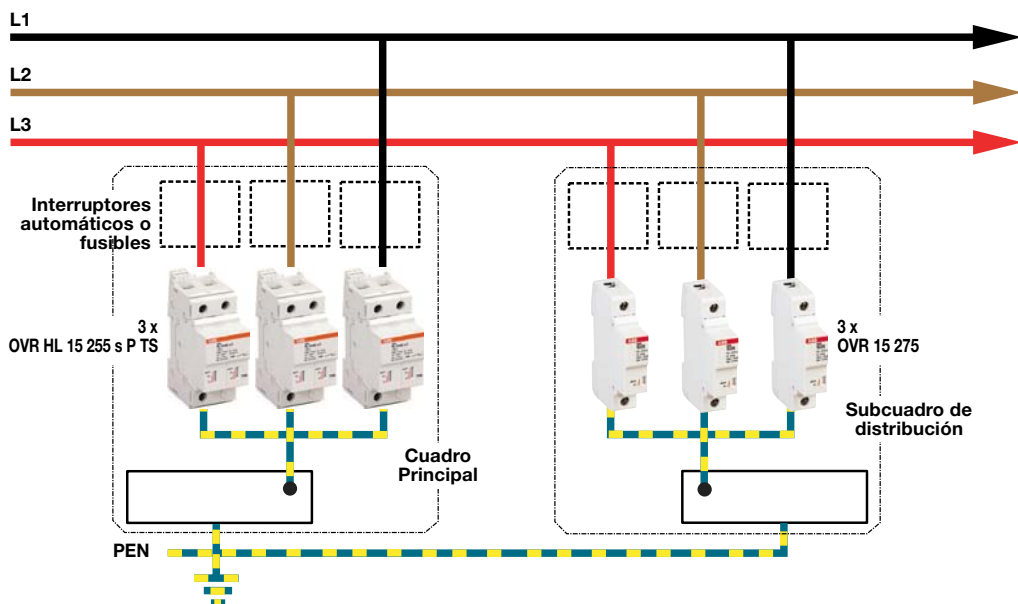 L1
L2
L3
Interruptores
automáticos o
fusibles
3 x
OVR HL 15 255 s P TS
3 x
OVR 15 275
Subcuadro de
distribución
Cuadro
Principal
PEN